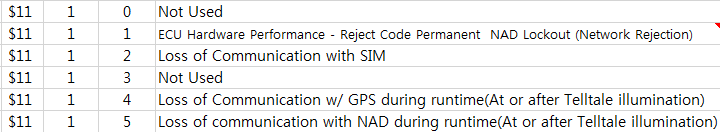 $11 1 0 Not Used
$11 1 1 ECU Hardware Performance - Reject Code Permanent NAD Lockout (Network Rejection)
$11 1 2 Loss of Communication with SIM
$11 1 3 Not Used
$11 1 4 Loss of Communication w/ GPS during runtime(At or after Telltale illumination)
$11 1 5 Loss of communication with NAD during runtime(At or after Telltale illumination)